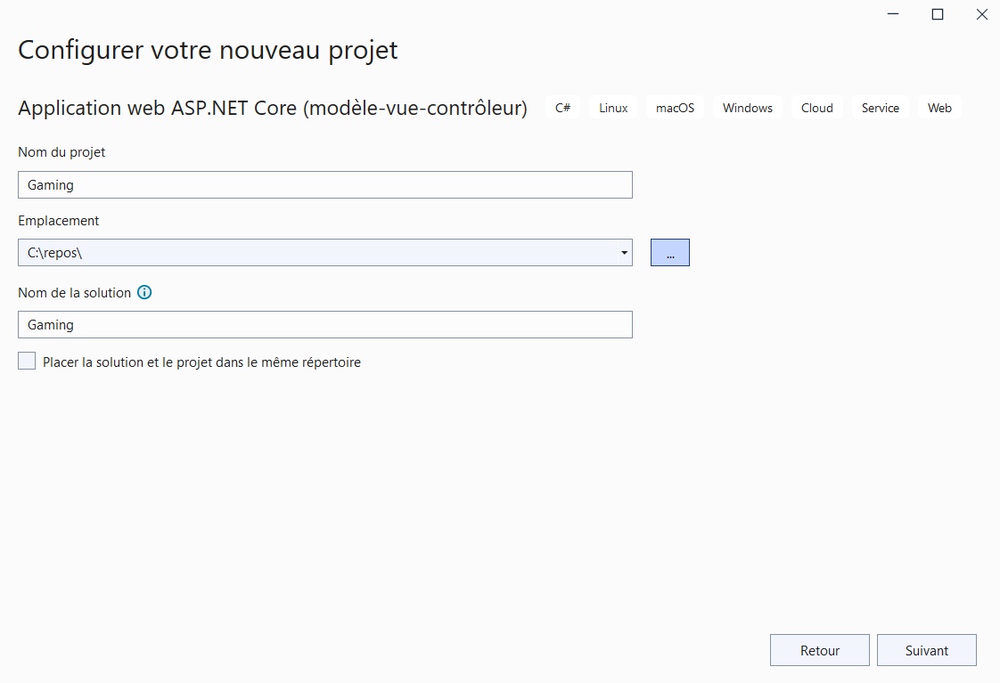 Configurer votre nouveau projet
Application web ASP.NET Core (modèle-vue-contrôleur) C# Linux macOS Windows Cloud Service Web
Nom du projet
Gaming
Emplacement
C:\repos\ ...
Nom de la solution
Gaming
Placer la solution et le projet dans le même répertoire
Retour Suivant